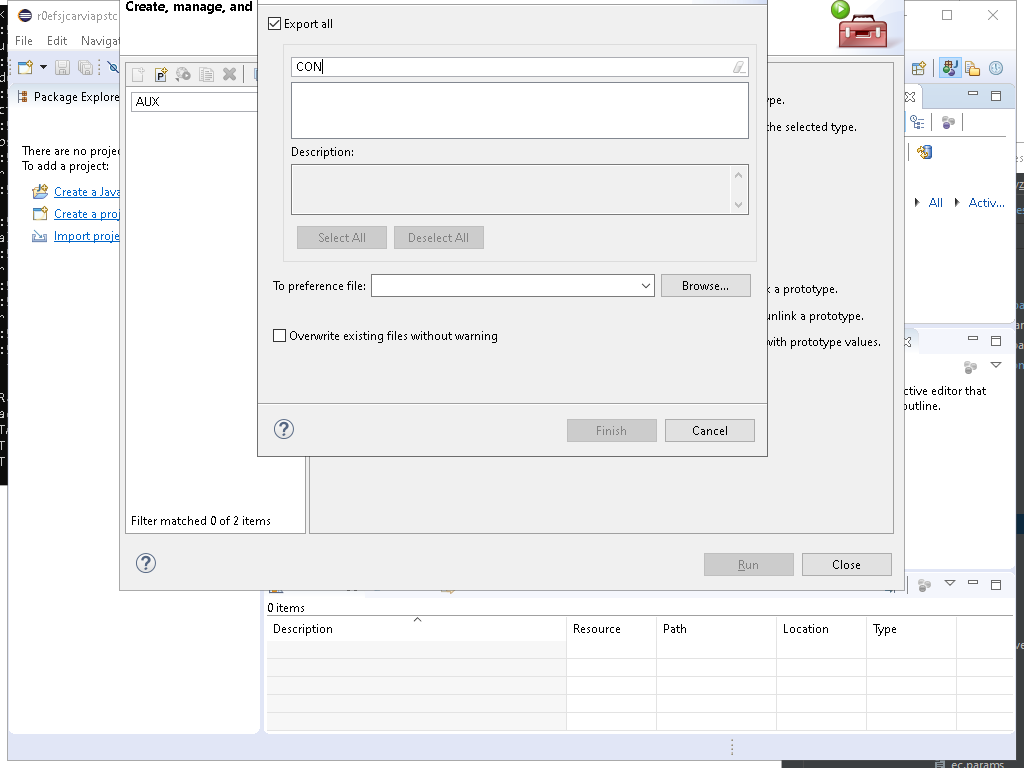 r0efsjcarviapstc
Create, manage, and
File Edit Navigat
Export all
CON
AUX
Package Explore
ype.
the selected type.
Description:
There are no projec
To add a project:
Create a Java
Create a proj
Import proje
All Activ...
Select All Deselect All
To preference file: Browse...
k a prototype.
unlink a prototype.
with prototype values.
Overwrite existing files without warning
ctive editor that
outline.
Finish Cancel
Filter matched 0 of 2 items
Run Close
0 items
Description Resource Path Location Type
ec.params